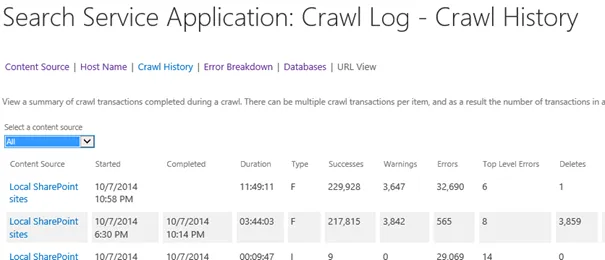 Search Service Application: Crawl Log - Crawl History
Content Source | Host Name | Crawl History | Error Breakdown | Databases | URL View
View a summary of crawl transactions completed during a crawl. There can be multiple crawl transactions per item, and as a result the number of transactions in a
Select a content source
All
Content Source Started Completed Duration Type Successes Warnings Errors Top Level Errors Deletes
Local SharePoint 10/7/2014 11:49:11 F 229,928 3,647 32,690 6 1
sites 10:58 PM
Local SharePoint 10/7/2014 10/7/2014 03:44:03 F 217,815 3,842 565 8 3,859
sites 6:30 PM 10:14 PM
Local SharePoint 10/7/2014 10/7/2014 00:09:47 I 9 0 29,069 14 0